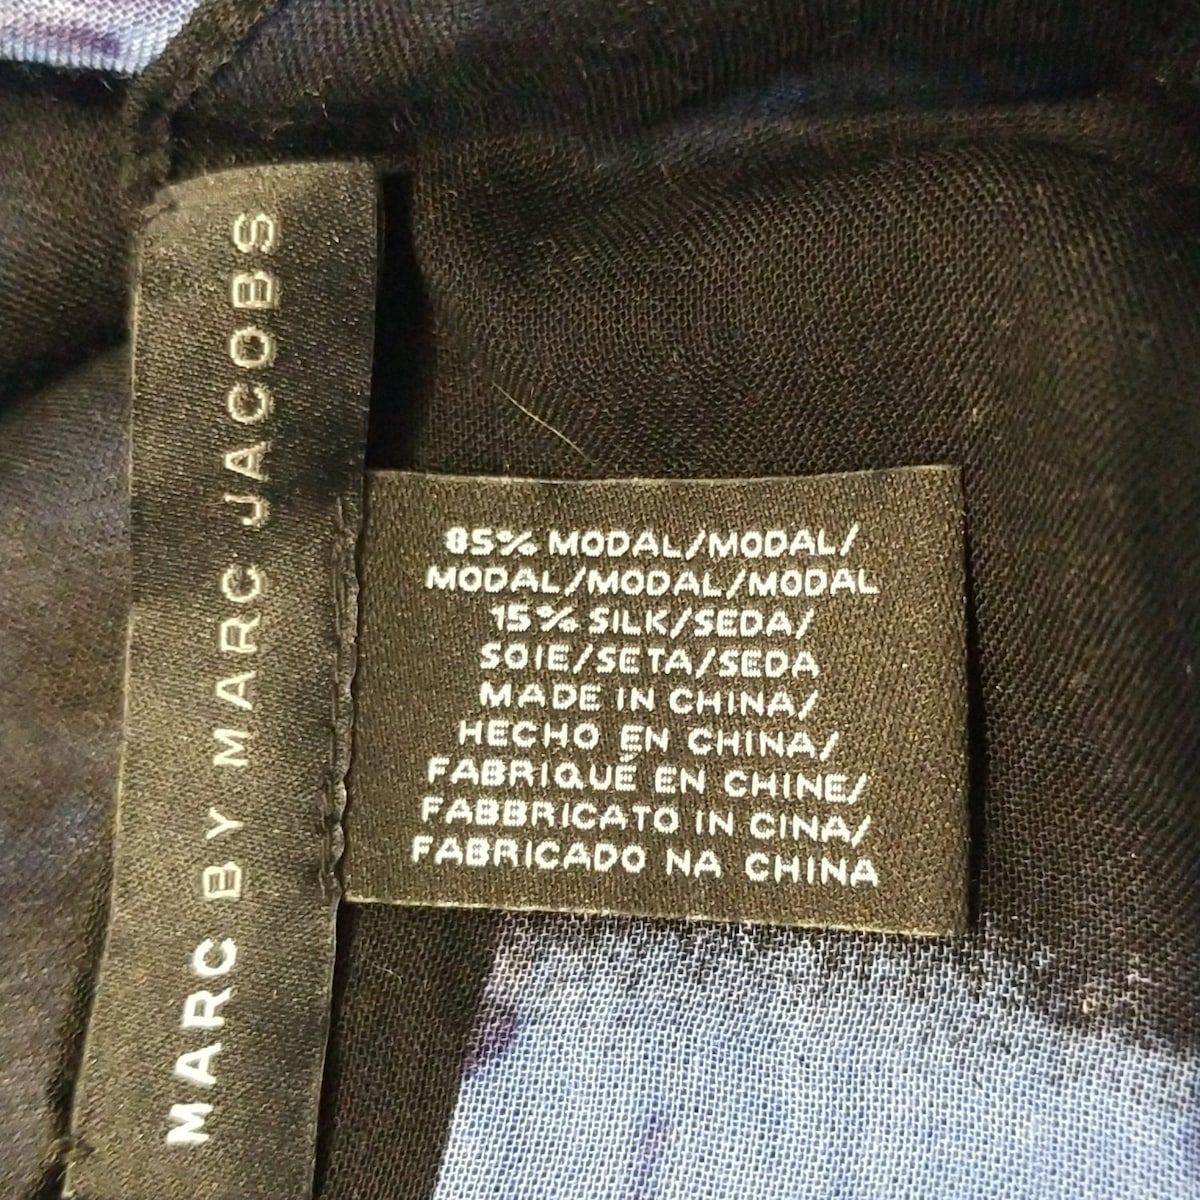 MARC BY MARC JACOBS
85% MODAL/MODAL/
MODAL/MODAL/MODAL
15% SILK/SEDA/
SOIE/SETA/SEDA
MADE IN CHINA/
HECHO EN CHINA/
FABRIQUÉ EN CHINE/
FABBRICATO IN CINA/
FABRICADO NA CHINA